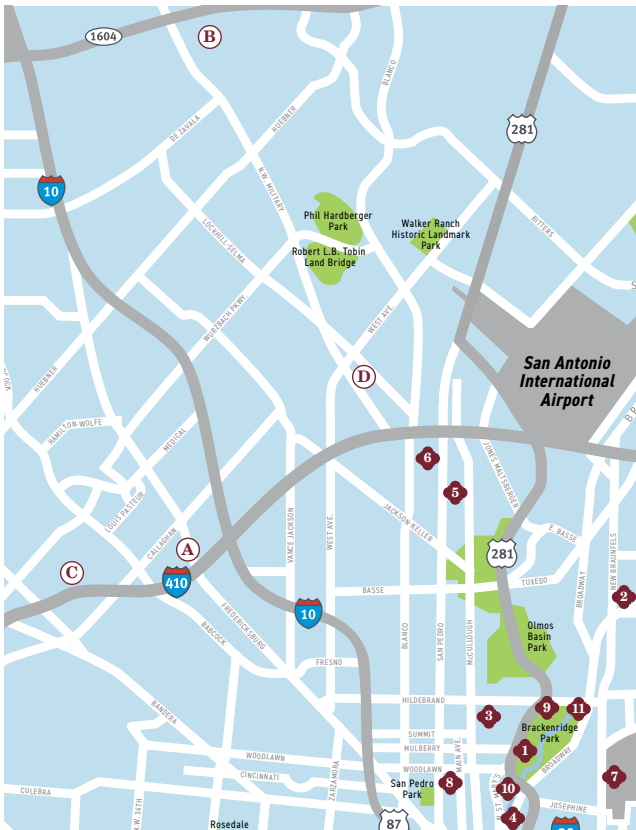 1604
B
BLANCO
281
DE ZAVALA
HUEBNER
10
N.W. MILITARY
Phil Hardberger
Park
Walker Ranch
Historic Landmark
Park
BITTERS
LOCKHILL-SELMA
Robert L.B. Tobin
Land Bridge
S
WURZBACH PKWY.
WEST AVE.
San Antonio
International
Airport
D
HUEBNER
OCK
B R
HAMILTON-WOLFE
MEDICAL
6
JONES MALTSBERGER
5
LOUIS PASTEUR
VANCE JACKSON
WEST AVE.
JACKSON-KELLER
E. BASSE
CALLAGHAN
A
281
NEW BRAUNFELS
C
410
BROADWAY
TUXEDO
BASSE
2
10
FREDERICKSBURG
BABCOCK
BLANCO
SAN PEDRO
McCULLOUGH
Olmos
Basin
Park
FRESNO
BANDERA
HILDEBRAND
9
11
3
SUMMIT
MULBERRY
MAIN AVE.
Brackenridge
Park
1
WOODLAWN
WOODLAWN
BROADWAY
CINCINNATI
ZARZAMORA
San Pedro
Park
8
7
10
CULEBRA
N.W. 36TH
N. ST. MARY'S
JOSEPHINE
Rosedale
87
4